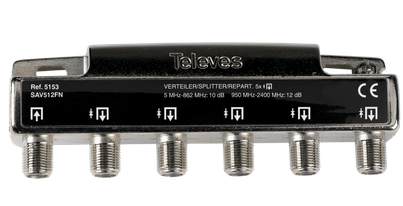 Televes
Ref. 5153
SAV512FN
VERTEILER/SPLITTER/REPART. 5x
5 MHz-862 MHz: 10 dB 950 MHz-2400 MHz: 12 dB
CE